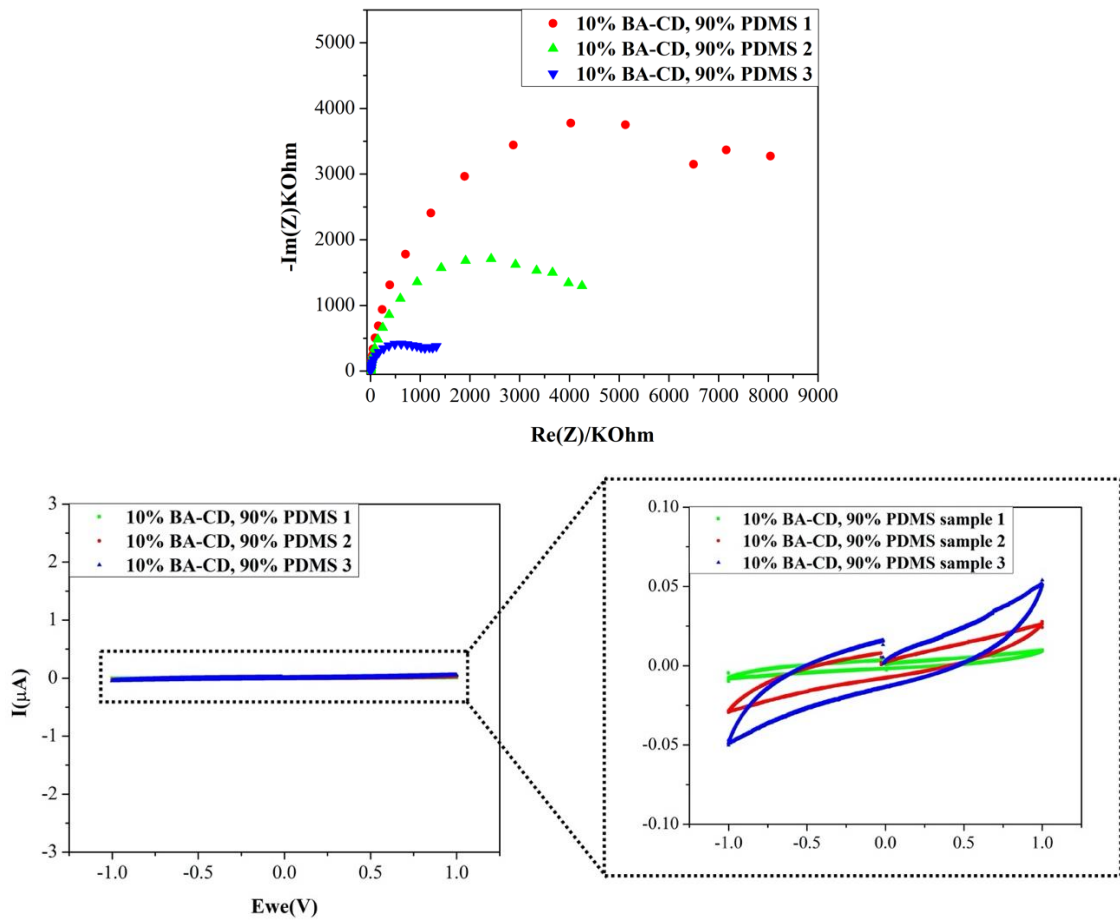 10% BA-CD, 90% PDMS 1
10% BA-CD, 90% PDMS 2
10% BA-CD, 90% PDMS 3
5000
4000
3000
2000
1000
0
-Im(Z)KOhm
0 1000 2000 3000 4000 5000 6000 7000 8000 9000
Re(Z)/KOhm
10% BA-CD, 90% PDMS 1
10% BA-CD, 90% PDMS 2
10% BA-CD, 90% PDMS 3
3
2
1
0
-1
-2
-3
I(μA)
-1.0 -0.5 0.0 0.5 1.0
Ewe(V)
10% BA-CD, 90% PDMS sample 1
10% BA-CD, 90% PDMS sample 2
10% BA-CD, 90% PDMS sample 3
0.10
0.05
0.00
-0.05
-0.10
-1.0 -0.5 0.0 0.5 1.0